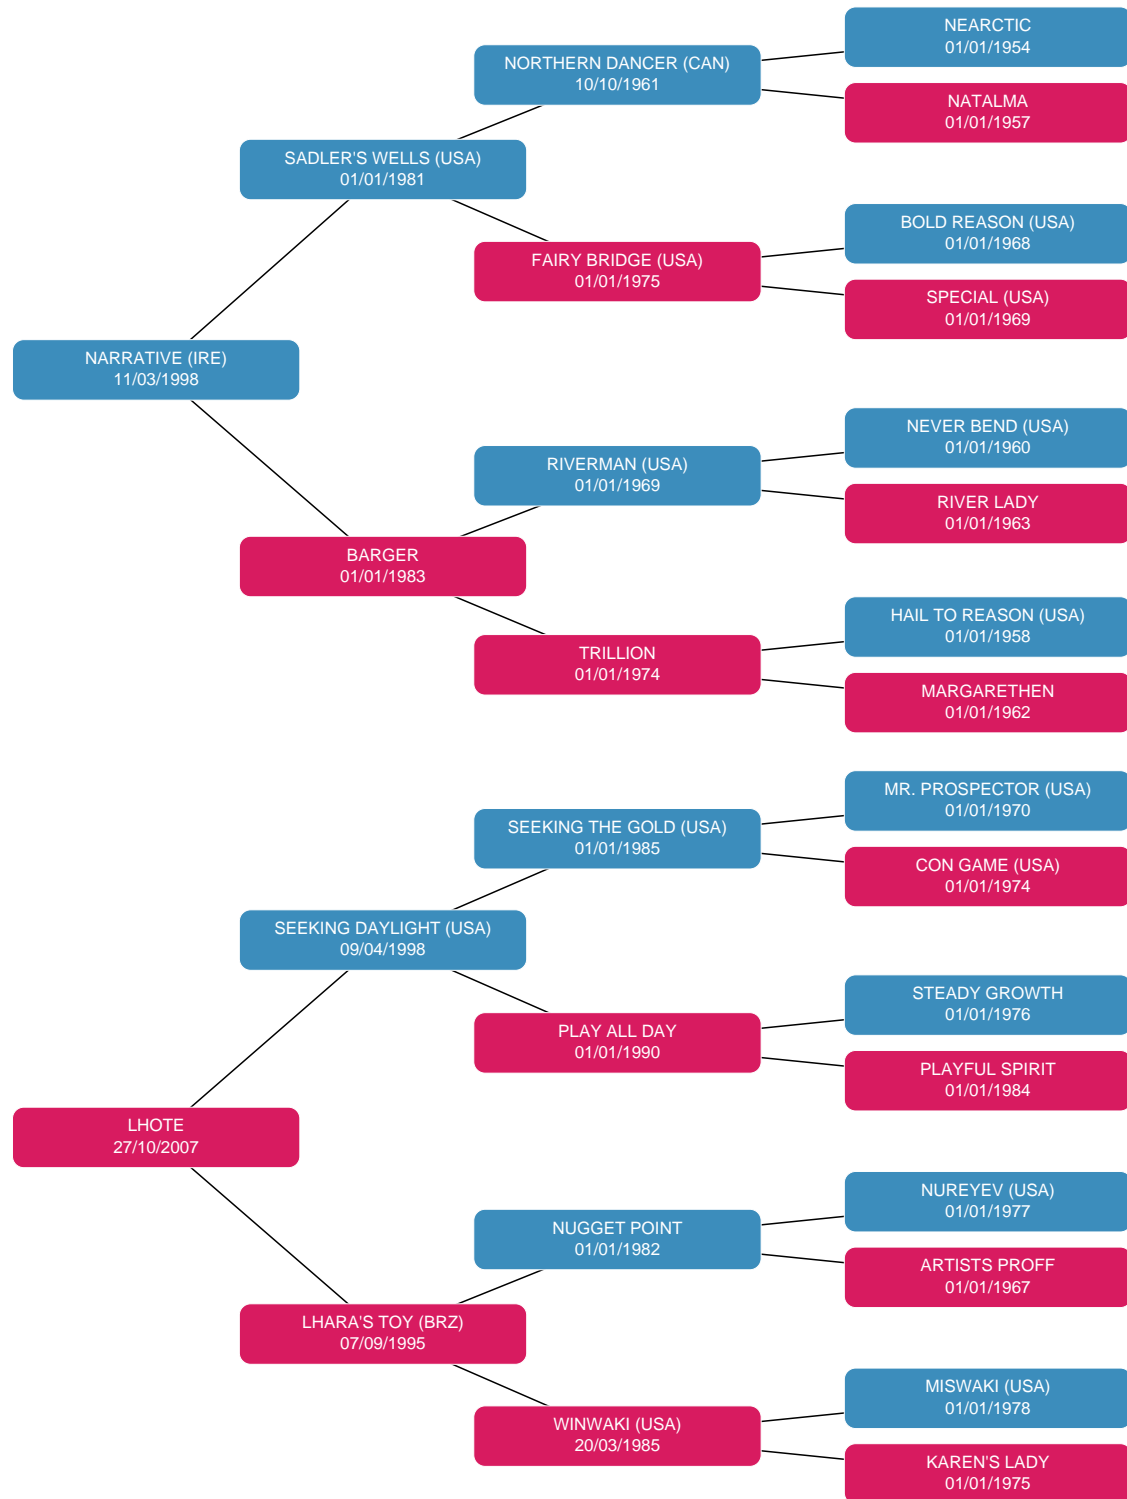 NEARCTIC
01/01/1954
NORTHERN DANCER (CAN)
10/10/1961
NATALMA
01/01/1957
SADLER'S WELLS (USA)
01/01/1981
BOLD REASON (USA)
01/01/1968
FAIRY BRIDGE (USA)
01/01/1975
SPECIAL (USA)
01/01/1969
NARRATIVE (IRE)
11/03/1998
NEVER BEND (USA)
01/01/1960
RIVERMAN (USA)
01/01/1969
RIVER LADY
01/01/1963
BARGER
01/01/1983
HAIL TO REASON (USA)
01/01/1958
TRILLION
01/01/1974
MARGARETHEN
01/01/1962
MR. PROSPECTOR (USA)
01/01/1970
SEEKING THE GOLD (USA)
01/01/1985
CON GAME (USA)
01/01/1974
SEEKING DAYLIGHT (USA)
09/04/1998
STEADY GROWTH
01/01/1976
PLAY ALL DAY
01/01/1990
PLAYFUL SPIRIT
01/01/1984
LHOTE
27/10/2007
NUREYEV (USA)
01/01/1977
NUGGET POINT
01/01/1982
ARTISTS PROFF
01/01/1967
LHARA'S TOY (BRZ)
07/09/1995
MISWAKI (USA)
01/01/1978
WINWAKI (USA)
20/03/1985
KAREN'S LADY
01/01/1975